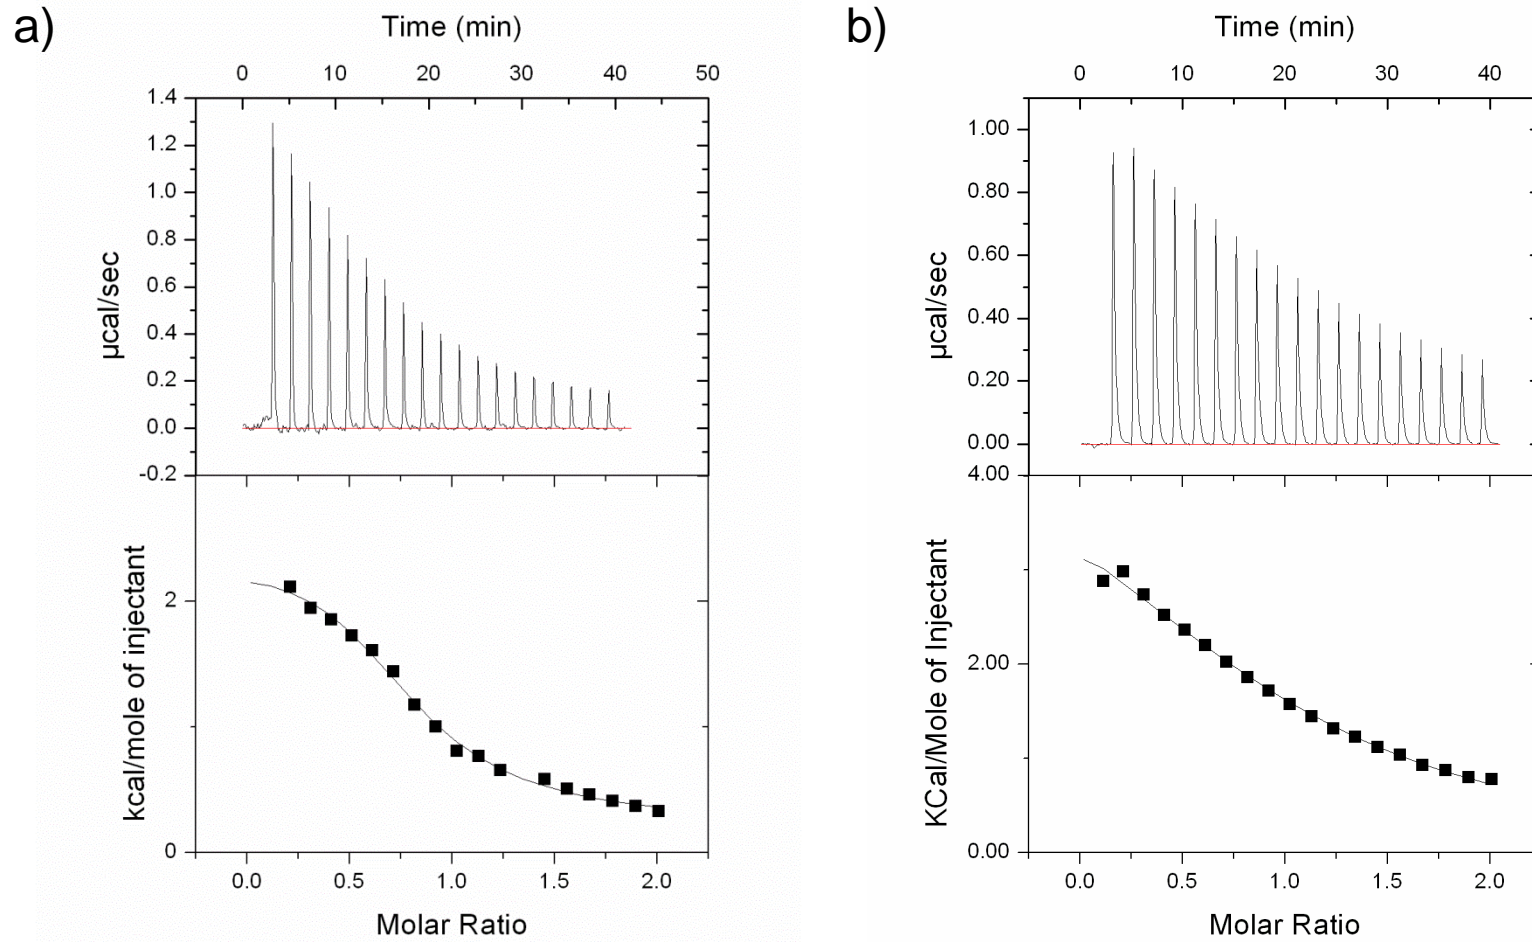 a)
Time (min)
0 10 20 30 40 50
1.4
1.2
1.0
0.8
0.6
0.4
0.2
0.0
-0.2
µcal/sec
2
0
kcal/mole of injectant
0.0 0.5 1.0 1.5 2.0
Molar Ratio
b)
Time (min)
0 10 20 30 40
1.00
0.80
0.60
0.40
0.20
0.00
µcal/sec
4.00
2.00
0.00
KCal/Mole of Injectant
0.0 0.5 1.0 1.5 2.0
Molar Ratio